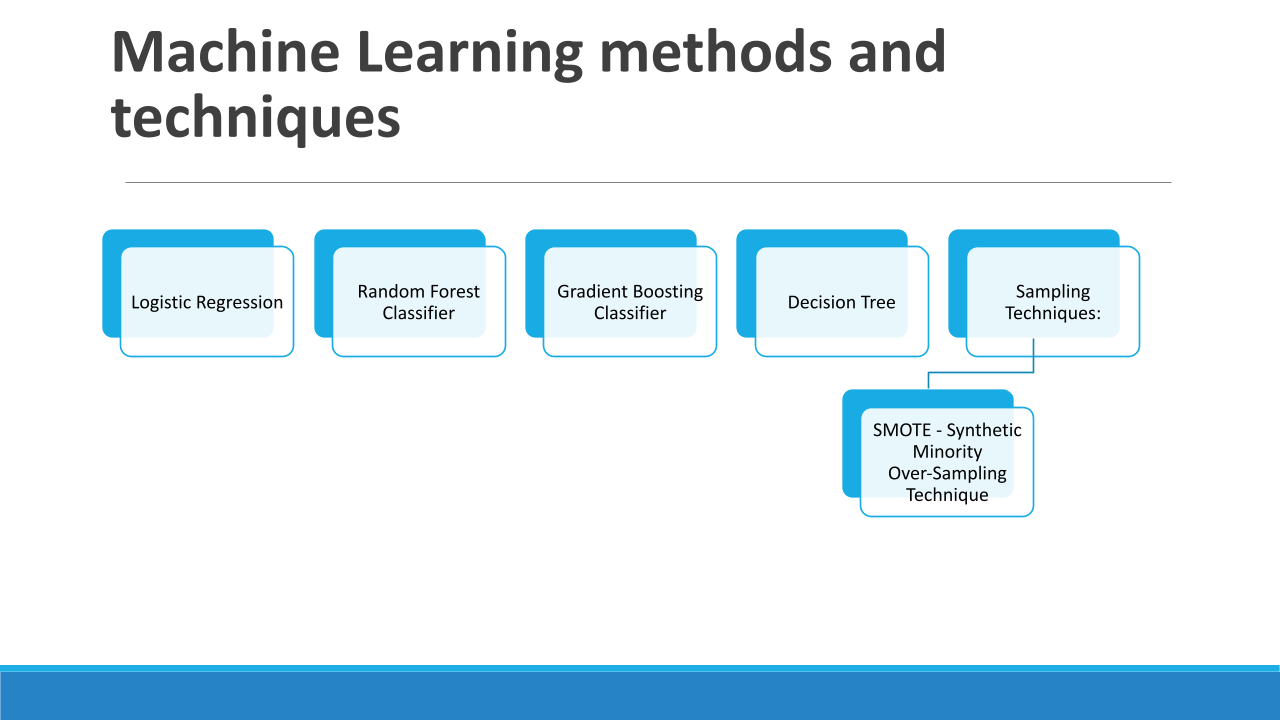 Machine Learning methods and
techniques
Logistic Regression
Random Forest
Classifier
Gradient Boosting
Classifier
Decision Tree
Sampling
Techniques:
SMOTE - Synthetic
Minority
Over-Sampling
Technique